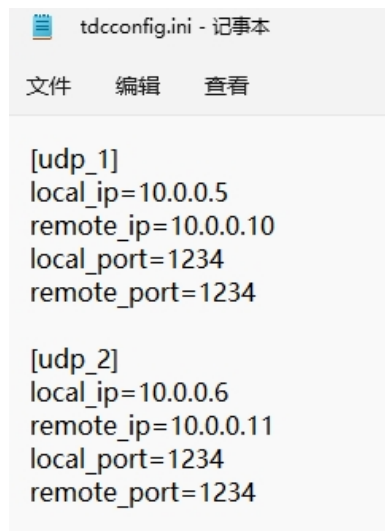 tdcconfig.ini - 记事本
文件 编辑 查看
[udp_1]
local_ip=10.0.0.5
remote_ip=10.0.0.10
local_port=1234
remote_port=1234
[udp_2]
local_ip=10.0.0.6
remote_ip=10.0.0.11
local_port=1234
remote_port=1234